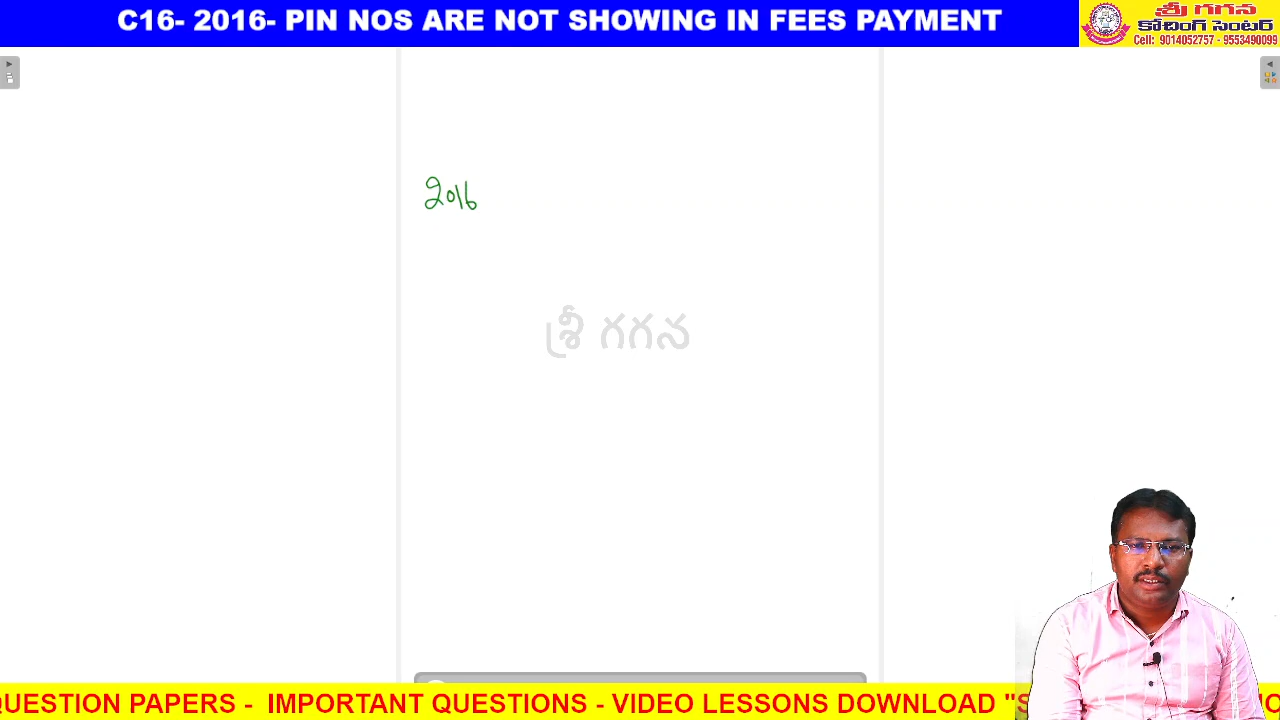 C16- 2016- PIN NOS ARE NOT SHOWING IN FEES PAYMENT
శ్రీ గగన
కోచింగ్ సెంటర్
Cell: 9014052757 - 9553490099
2016
శ్రీ గగన
QUESTION PAPERS - IMPORTANT QUESTIONS - VIDEO LESSONS DOWNLOAD "S